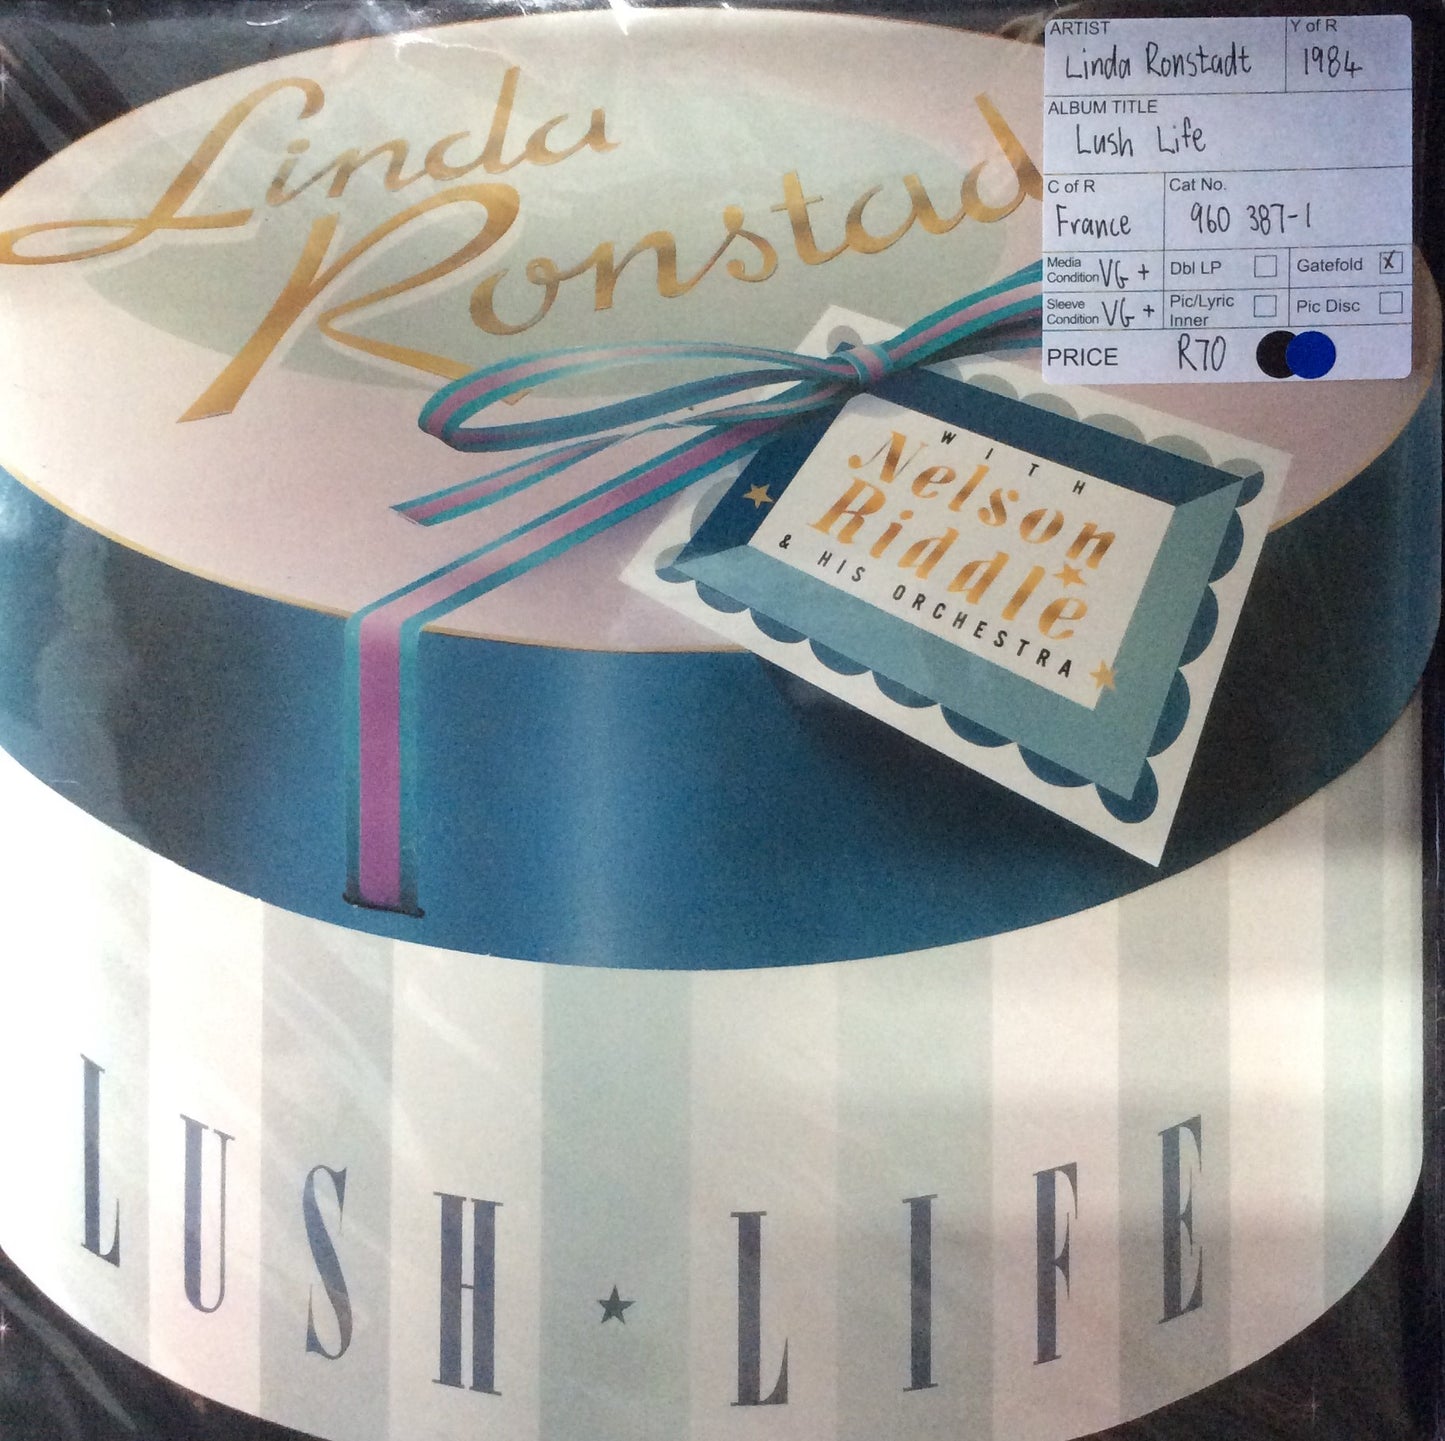 Linda
Ronstad
WITH
Nelson
Riddle
& HIS ORCHESTRA
LUSH ★ LIFE
ARTIST
Linda Ronstadt
Y of R
1984
ALBUM TITLE
Lush Life
C of R
France
Cat No.
960 387-1
Media
Condition VG +
Dbl LP
Gatefold X
Sleeve
Condition VG +
Pic/Lyric
Inner
Pic Disc
PRICE R70